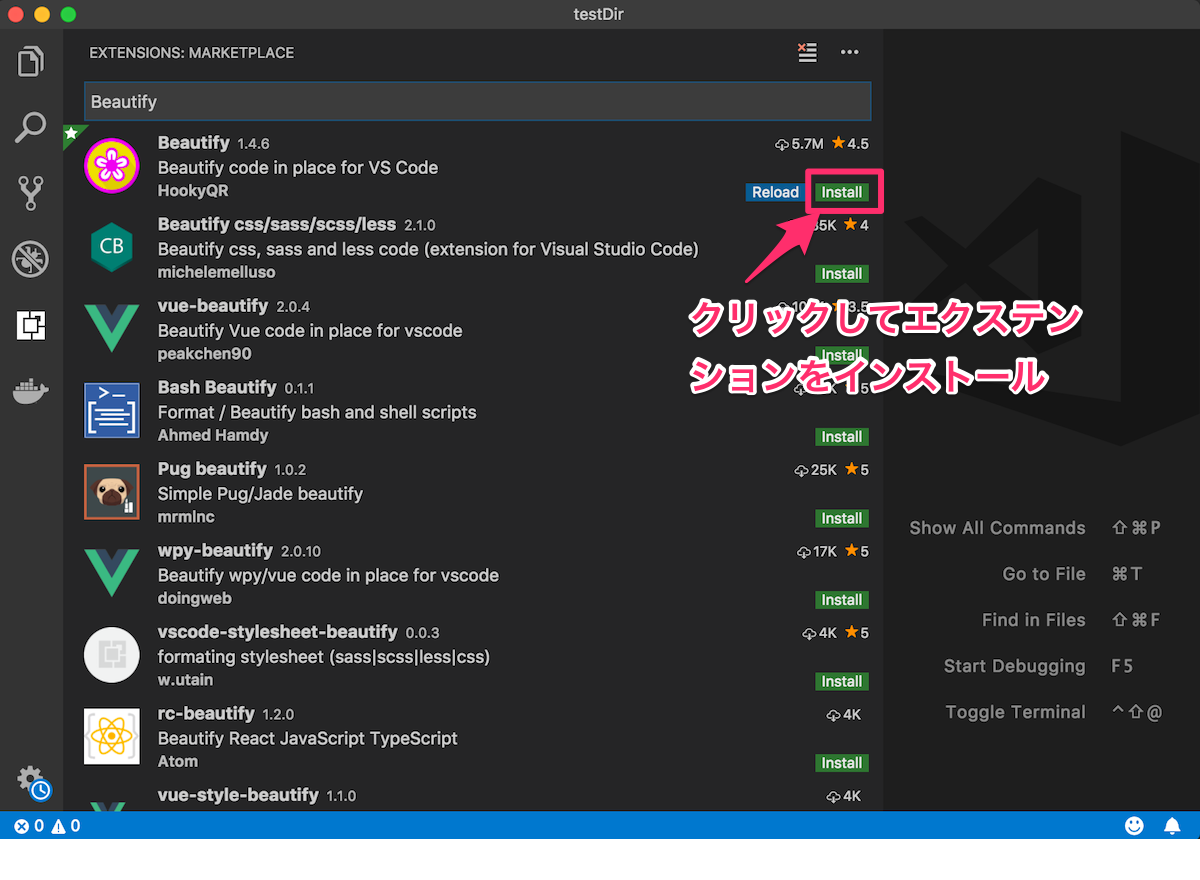 testDir
EXTENSIONS: MARKETPLACE
Beautify
Beautify 1.4.6 5.7M ★4.5
Beautify code in place for VS Code
HookyQR Reload Install
Beautify css/sass/scss/less 2.1.0 35K ★4
Beautify css, sass and less code (extension for Visual Studio Code)
michelemelluso Install
vue-beautify 2.0.4 3.5
Beautify Vue code in place for vscode
peakchen90 Install
クリックしてエクステン
ションをインストール
Bash Beautify 0.1.1
Format / Beautify bash and shell scripts
Ahmed Hamdy Install
Pug beautify 1.0.2 25K ★5
Simple Pug/Jade beautify
mrmlnc Install
wpy-beautify 2.0.10 17K ★5
Beautify wpy/vue code in place for vscode
doingweb Install
vscode-stylesheet-beautify 0.0.3 4K ★5
formating stylesheet (sass|scss|less|css)
w.utain Install
rc-beautify 1.2.0 4K
Beautify React JavaScript TypeScript
Atom Install
vue-style-beautify 1.1.0 4K
CB
Show All Commands ⇧⌘P
Go to File ⌘T
Find in Files ⇧⌘F
Start Debugging F5
Toggle Terminal ^⇧@
0 0